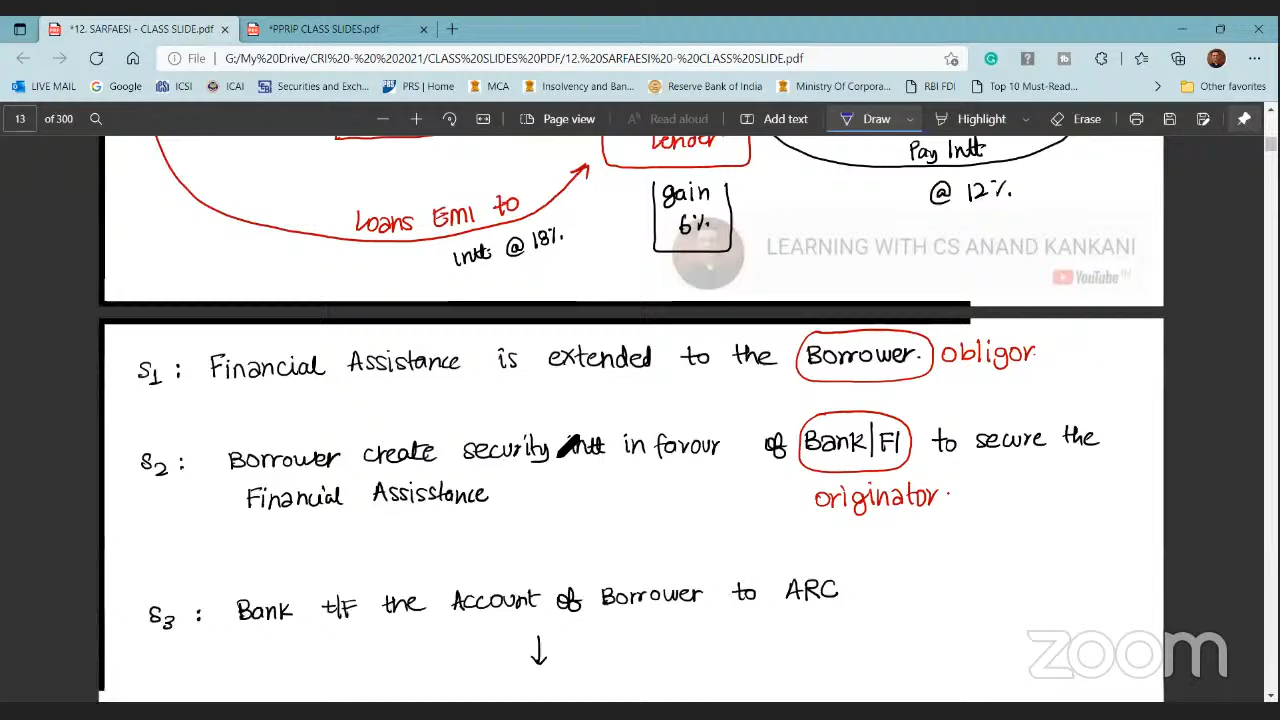 *12. SARFAESI - CLASS SLIDE.pdf
*PPRIP CLASS SLIDES.pdf
File
G:/My%20Drive/CRI%20-%20%202021/CLASS%20SLIDES%20PDF/12.%20SARFAESI%20-%20CLASS%20SLIDE.pdf
LIVE MAIL
Google
ICSI
ICAI
Securities and Exch...
PRS | Home
MCA
Insolvency and Ban...
Reserve Bank of India
Ministry Of Corpora...
RBI FDI
Top 10 Must-Read...
Other favorites
13 of 300
Page view
Read aloud
Add text
Draw
Highlight
Erase
Lender
Pay Intt
@ 12%.
gain
6%.
Loans EMI to
Intt @ 18%.
LEARNING WITH CS ANAND KANKANI
YouTube
S1 : Financial Assistance is extended to the Borrower. obligor.
S2 : Borrower create security Intt in favour of Bank|FI to secure the
Financial Assisstance
originator.
S3 : Bank t/F the Account of Borrower to ARC
zoom